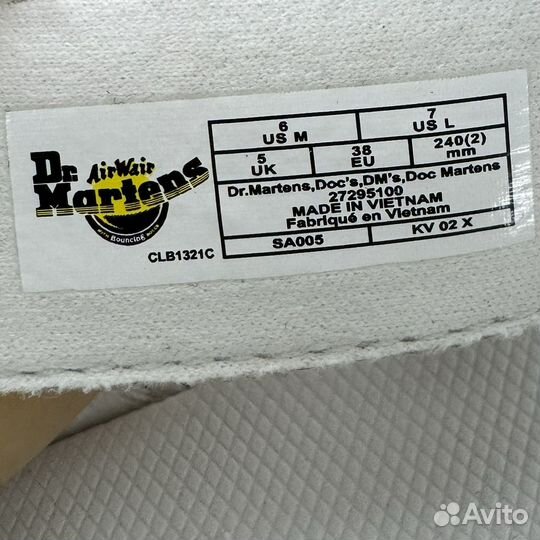 Dr. AirWair
Martens
With Bouncing Soles
CLB1321C
6 7
US M US L
5 38 240(2)
UK EU mm
Dr.Martens,Doc's,DM's,Doc Martens
27295100
MADE IN VIETNAM
Fabriqué en Vietnam
SA005 KV 02 X
Avito